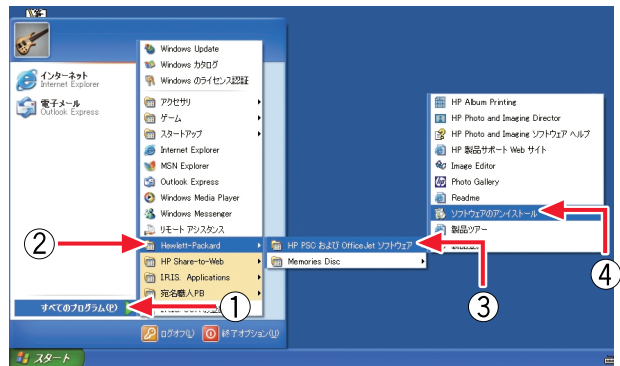 インターネット
Internet Explorer
電子メール
Outlook Express
すべてのプログラム(P)
Windows Update
Windows カタログ
Windows のライセンス認証
アクセサリ
ゲーム
スタートアップ
Internet Explorer
MSN Explorer
Outlook Express
Windows Media Player
Windows Messenger
リモート アシスタンス
Hewlett-Packard
HP Share-to-Web
I.R.I.S. Applications
宛名職人PB
HP PSC および OfficeJet ソフトウェア
Memories Disc
HP Album Printing
HP Photo and Imaging Director
HP Photo and Imaging ソフトウェア ヘルプ
HP 製品サポート Web サイト
Image Editor
Photo Gallery
Readme
ソフトウェアのアンインストール
製品ツアー
ログオフ(L)
終了オプション(U)
スタート
①
②
③
④